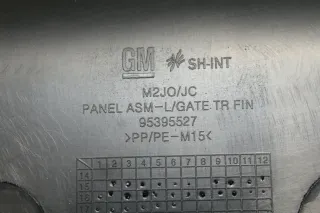 GM SH-INT
M2JO/JC
PANEL ASM-L/GATE TR FIN
95395527
>PP/PE-M15<
1 2 3 4 5 6 7 8 9 10 11 12
14
15
16